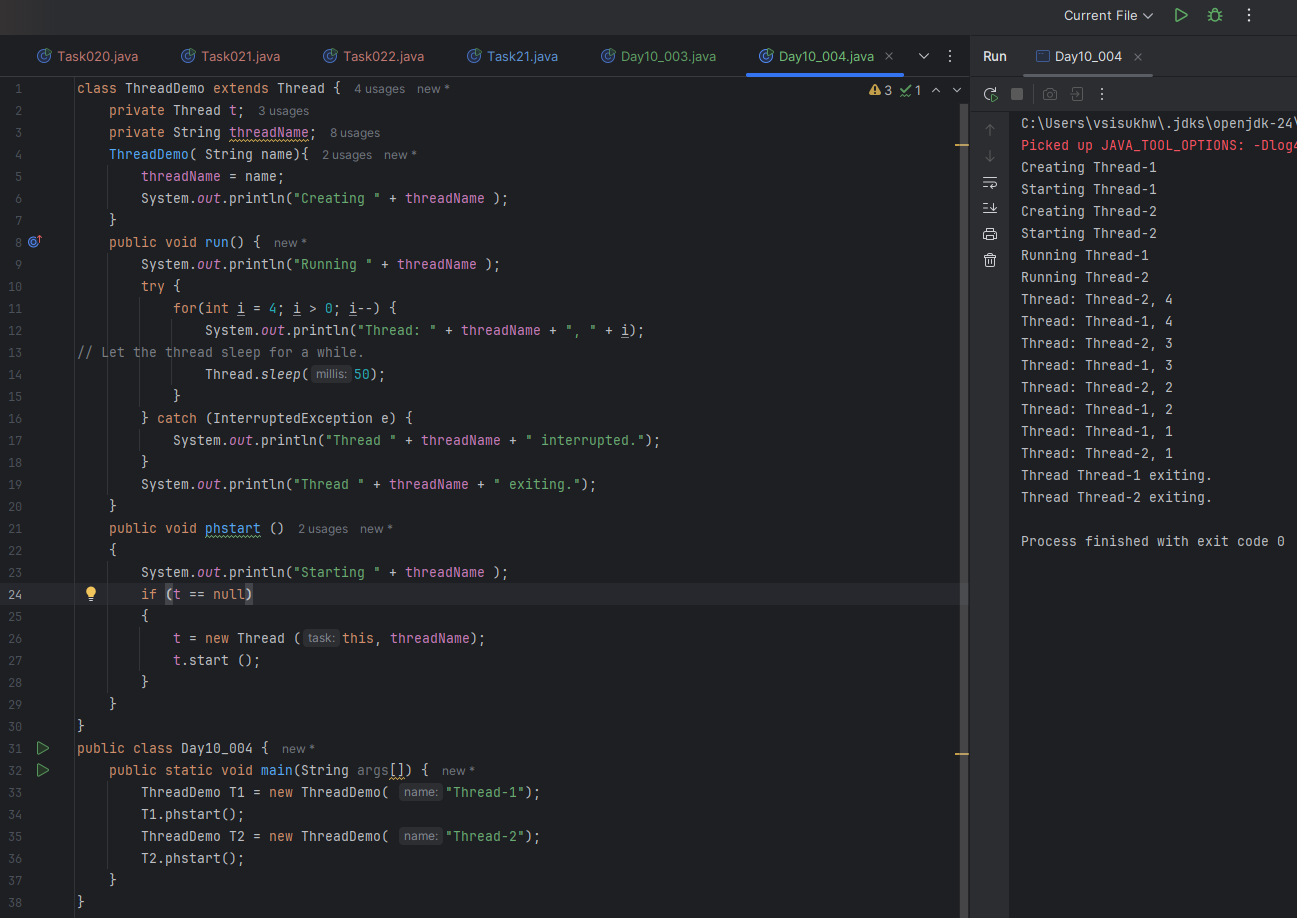 Current File
Task020.java Task021.java Task022.java Task21.java Day10_003.java Day10_004.java
Run Day10_004
3 1
1 class ThreadDemo extends Thread { 4 usages new *
2 private Thread t; 3 usages
3 private String threadName; 8 usages
4 ThreadDemo( String name){ 2 usages new *
5 threadName = name;
6 System.out.println("Creating " + threadName );
7 }
8 public void run() { new *
9 System.out.println("Running " + threadName );
10 try {
11 for(int i = 4; i > 0; i--) {
12 System.out.println("Thread: " + threadName + ", " + i);
13 // Let the thread sleep for a while.
14 Thread.sleep( millis: 50);
15 }
16 } catch (InterruptedException e) {
17 System.out.println("Thread " + threadName + " interrupted.");
18 }
19 System.out.println("Thread " + threadName + " exiting.");
20 }
21 public void phstart () 2 usages new *
22 {
23 System.out.println("Starting " + threadName );
24 if (t == null)
25 {
26 t = new Thread ( task: this, threadName);
27 t.start ();
28 }
29 }
30 }
31 public class Day10_004 { new *
32 public static void main(String args[]) { new *
33 ThreadDemo T1 = new ThreadDemo( name: "Thread-1");
34 T1.phstart();
35 ThreadDemo T2 = new ThreadDemo( name: "Thread-2");
36 T2.phstart();
37 }
38 }
C:\Users\vsisukhw\.jdks\openjdk-24\
Picked up JAVA_TOOL_OPTIONS: -Dlog4
Creating Thread-1
Starting Thread-1
Creating Thread-2
Starting Thread-2
Running Thread-1
Running Thread-2
Thread: Thread-2, 4
Thread: Thread-1, 4
Thread: Thread-2, 3
Thread: Thread-1, 3
Thread: Thread-2, 2
Thread: Thread-1, 2
Thread: Thread-1, 1
Thread: Thread-2, 1
Thread Thread-1 exiting.
Thread Thread-2 exiting.
Process finished with exit code 0